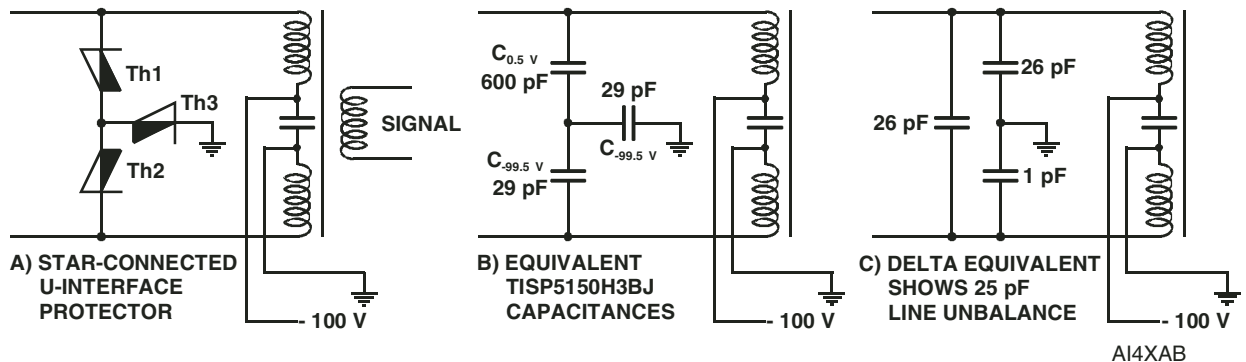 Th1
Th3
Th2
SIGNAL
- 100 V
A) STAR-CONNECTED
U-INTERFACE
PROTECTOR
C0.5 V
600 pF
29 pF
C-99.5 V
C-99.5 V
29 pF
- 100 V
B) EQUIVALENT
TISP5150H3BJ
CAPACITANCES
26 pF
26 pF
1 pF
- 100 V
C) DELTA EQUIVALENT
SHOWS 25 pF
LINE UNBALANCE
AI4XAB